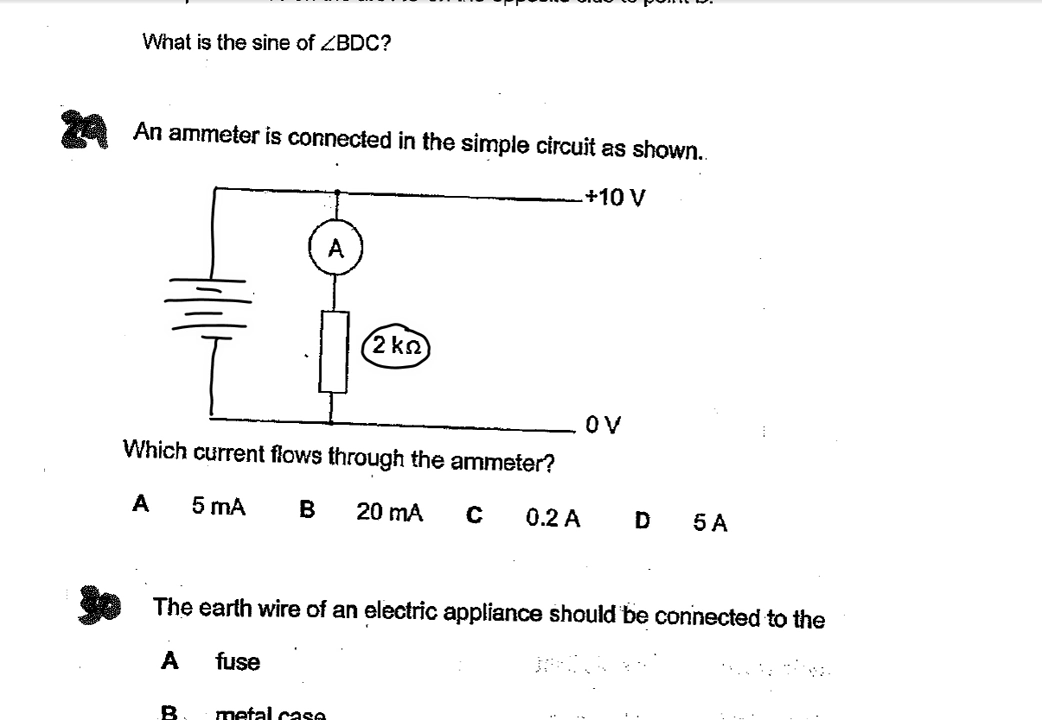 What is the sine of ∠BDC?
29 An ammeter is connected in the simple circuit as shown.
+10 V
A
2 kΩ
0 V
Which current flows through the ammeter?
A 5 mA B 20 mA C 0.2 A D 5 A
30 The earth wire of an electric appliance should be connected to the
A fuse
B metal case